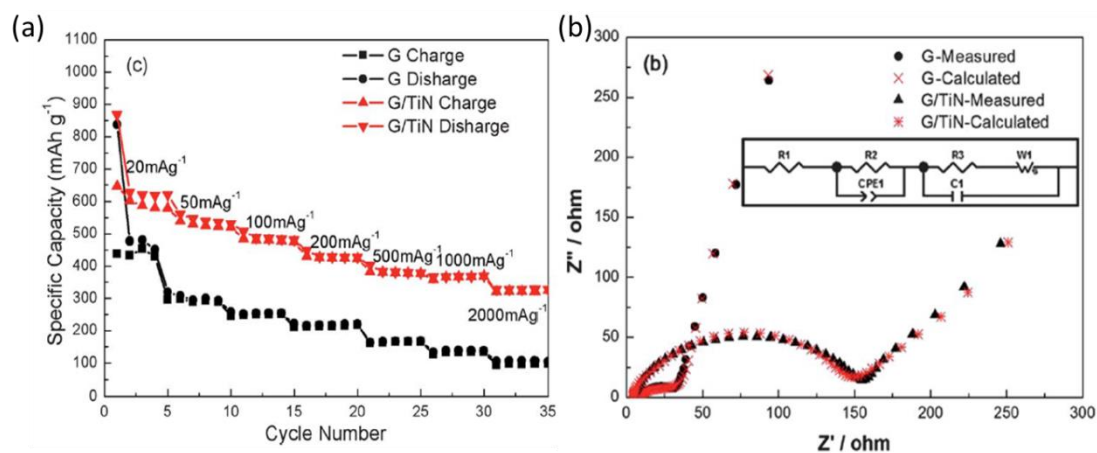 (a)
(c)
G Charge
G Disharge
G/TiN Charge
G/TiN Disharge
1100
1000
900
800
700
600
500
400
300
200
100
0
Specific Capacity (mAh g⁻¹)
20mAg⁻¹
50mAg⁻¹
100mAg⁻¹
200mAg⁻¹
500mAg⁻¹
1000mAg⁻¹
2000mAg⁻¹
0 5 10 15 20 25 30 35
Cycle Number
(b)
(b)
G-Measured
G-Calculated
G/TiN-Measured
G/TiN-Calculated
R1 R2 R3 W1
CPE1 C1
300
250
200
150
100
50
0
Z'' / ohm
0 50 100 150 200 250 300
Z' / ohm